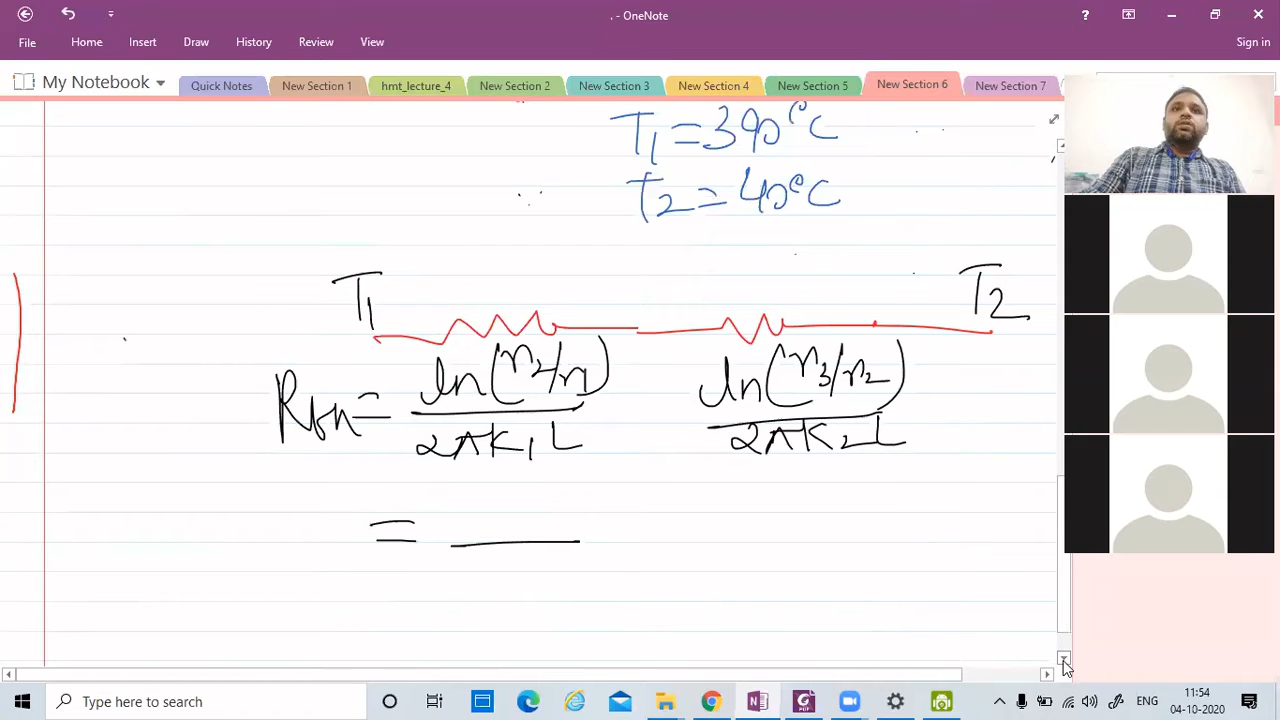 . - OneNote
File Home Insert Draw History Review View Sign in
My Notebook Quick Notes New Section 1 hmt_lecture_4 New Section 2 New Section 3 New Section 4 New Section 5 New Section 6 New Section 7
T1 = 390°C
T2 = 40°C
T1 T2
Rth = ln(r2/r1) / 2πK1L ln(r3/r2) / 2πK2L
=
Type here to search
ENG 1:54
04-10-2020